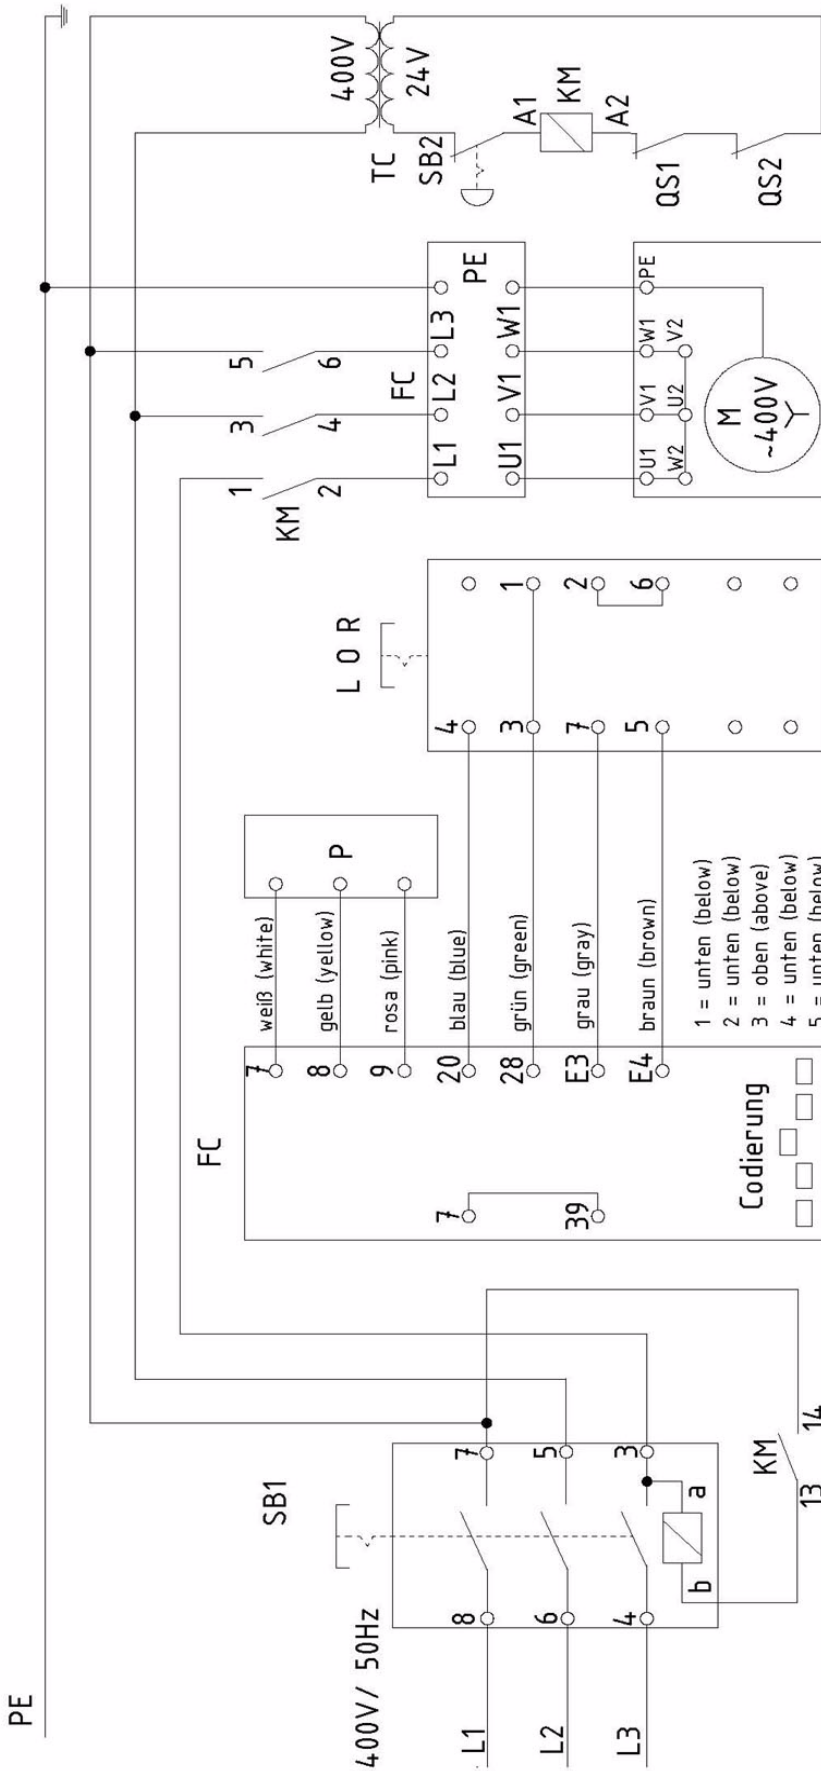 PE
400V/ 50Hz
L1
L2
L3
SB1
8
7
6
5
4
3
b
a
KM
13
14
FC
7
39
7
8
9
20
28
E3
E4
weiß (white)
gelb (yellow)
rosa (pink)
blau (blue)
grün (green)
grau (gray)
braun (brown)
P
Codierung
1 = unten (below)
2 = unten (below)
3 = oben (above)
4 = unten (below)
5 = unten (below)
L O R
4
3
7
5
1
2
6
KM
1
2
3
4
5
6
FC
L1
L2
L3
PE
U1
V1
W1
U1
V1
W1
PE
W2
U2
V2
M
~400V
400V
24V
TC
SB2
A1
KM
A2
QS1
QS2